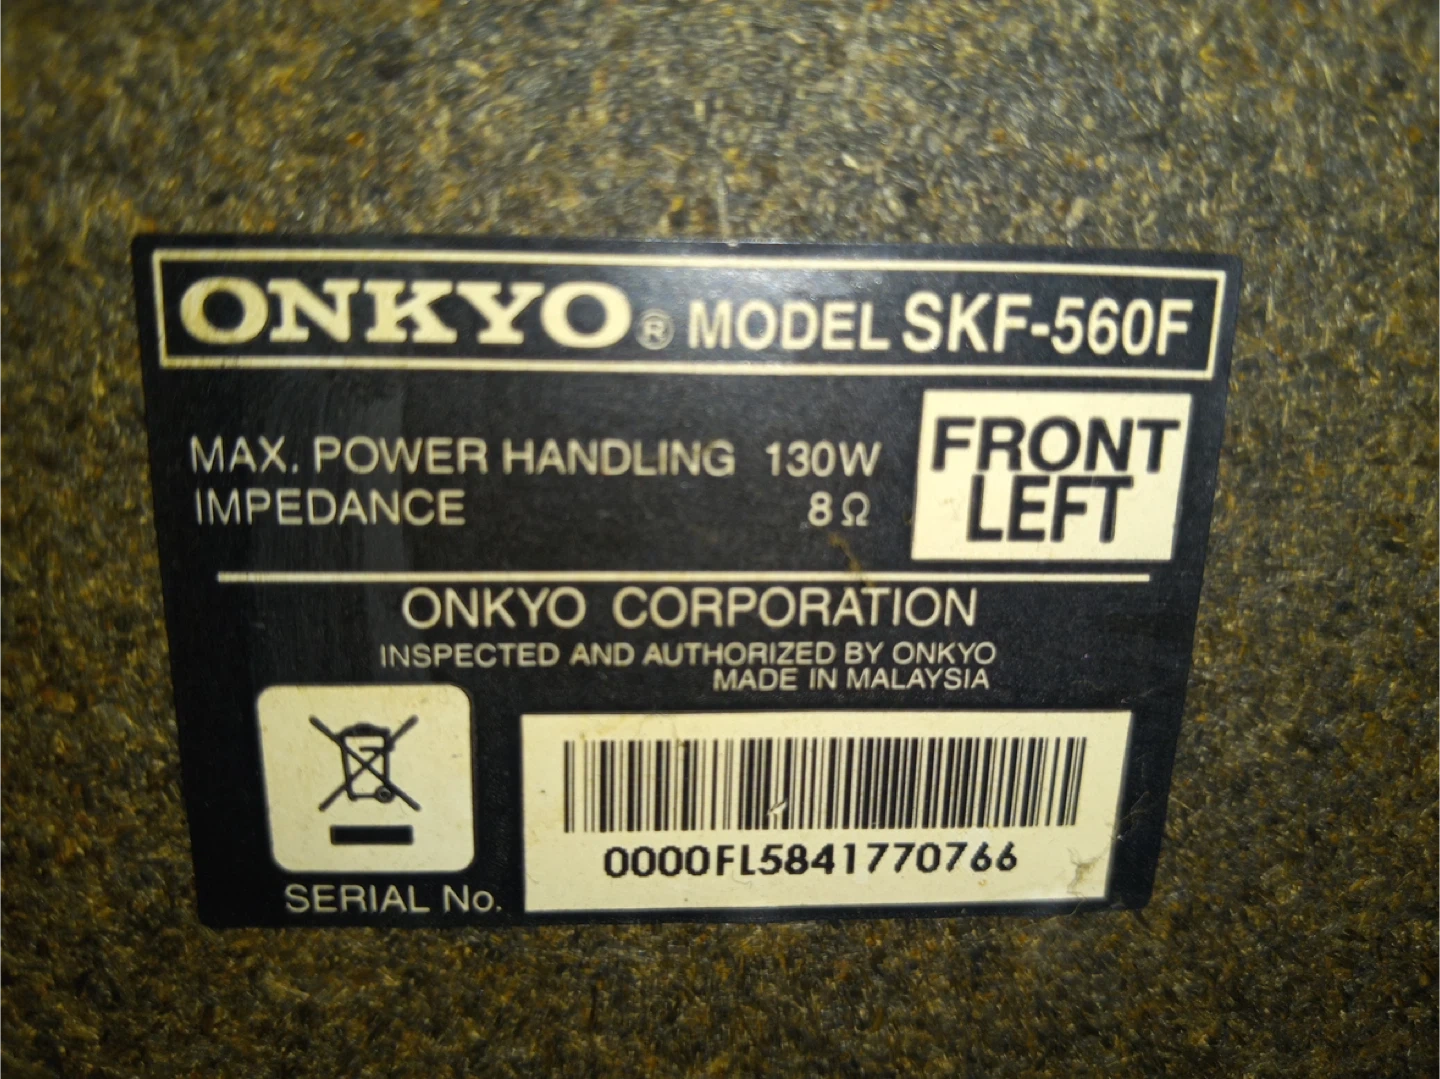 ONKYO® MODEL SKF-560F
MAX. POWER HANDLING 130W
IMPEDANCE 8Ω
FRONT
LEFT
ONKYO CORPORATION
INSPECTED AND AUTHORIZED BY ONKYO
MADE IN MALAYSIA
SERIAL No.
0000FL5841770766